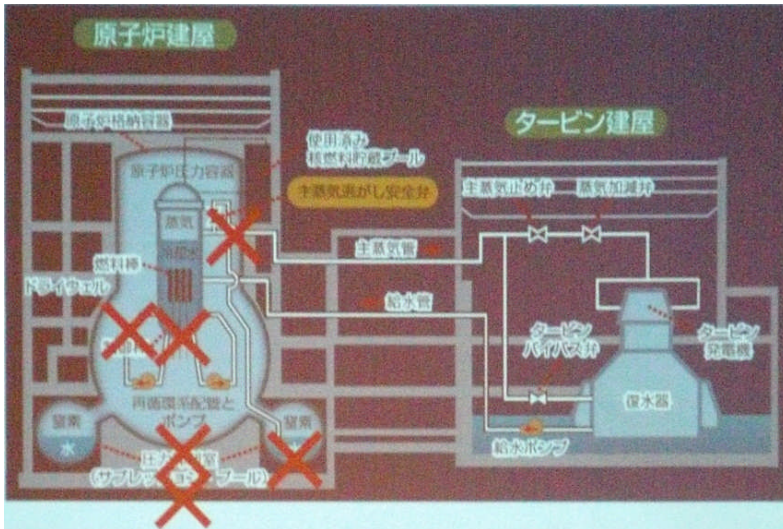 原子炉建屋
タービン建屋
原子炉格納容器
原子炉圧力容器
使用済み
核燃料貯蔵プール
主蒸気逃がし安全弁
主蒸気止め弁
蒸気加減弁
蒸気
冷却水
主蒸気管
燃料棒
ドライウェル
給水管
タービン
バイパス弁
タービン
発電機
復水器
再循環系配管と
ポンプ
窒素
水
窒素
給水ポンプ